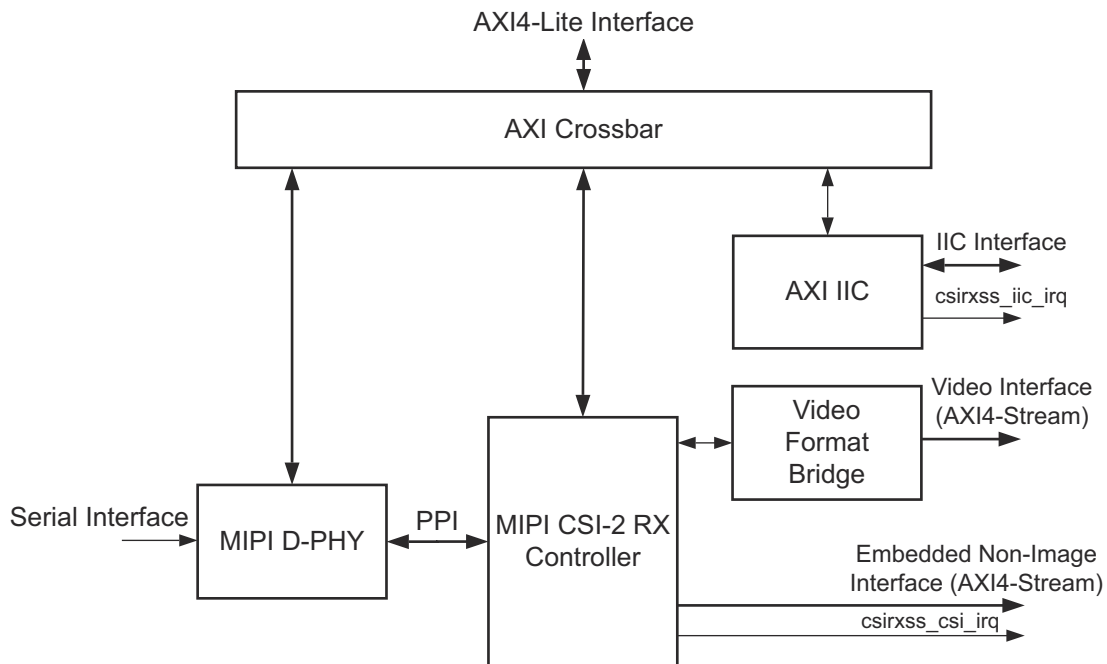 AXI4-Lite Interface
AXI Crossbar
IIC Interface
AXI IIC
csirxss_iic_irq
Video Interface
(AXI4-Stream)
Video
Format
Bridge
Serial Interface
MIPI D-PHY
PPI
MIPI CSI-2 RX
Controller
Embedded Non-Image
Interface (AXI4-Stream)
csirxss_csi_irq